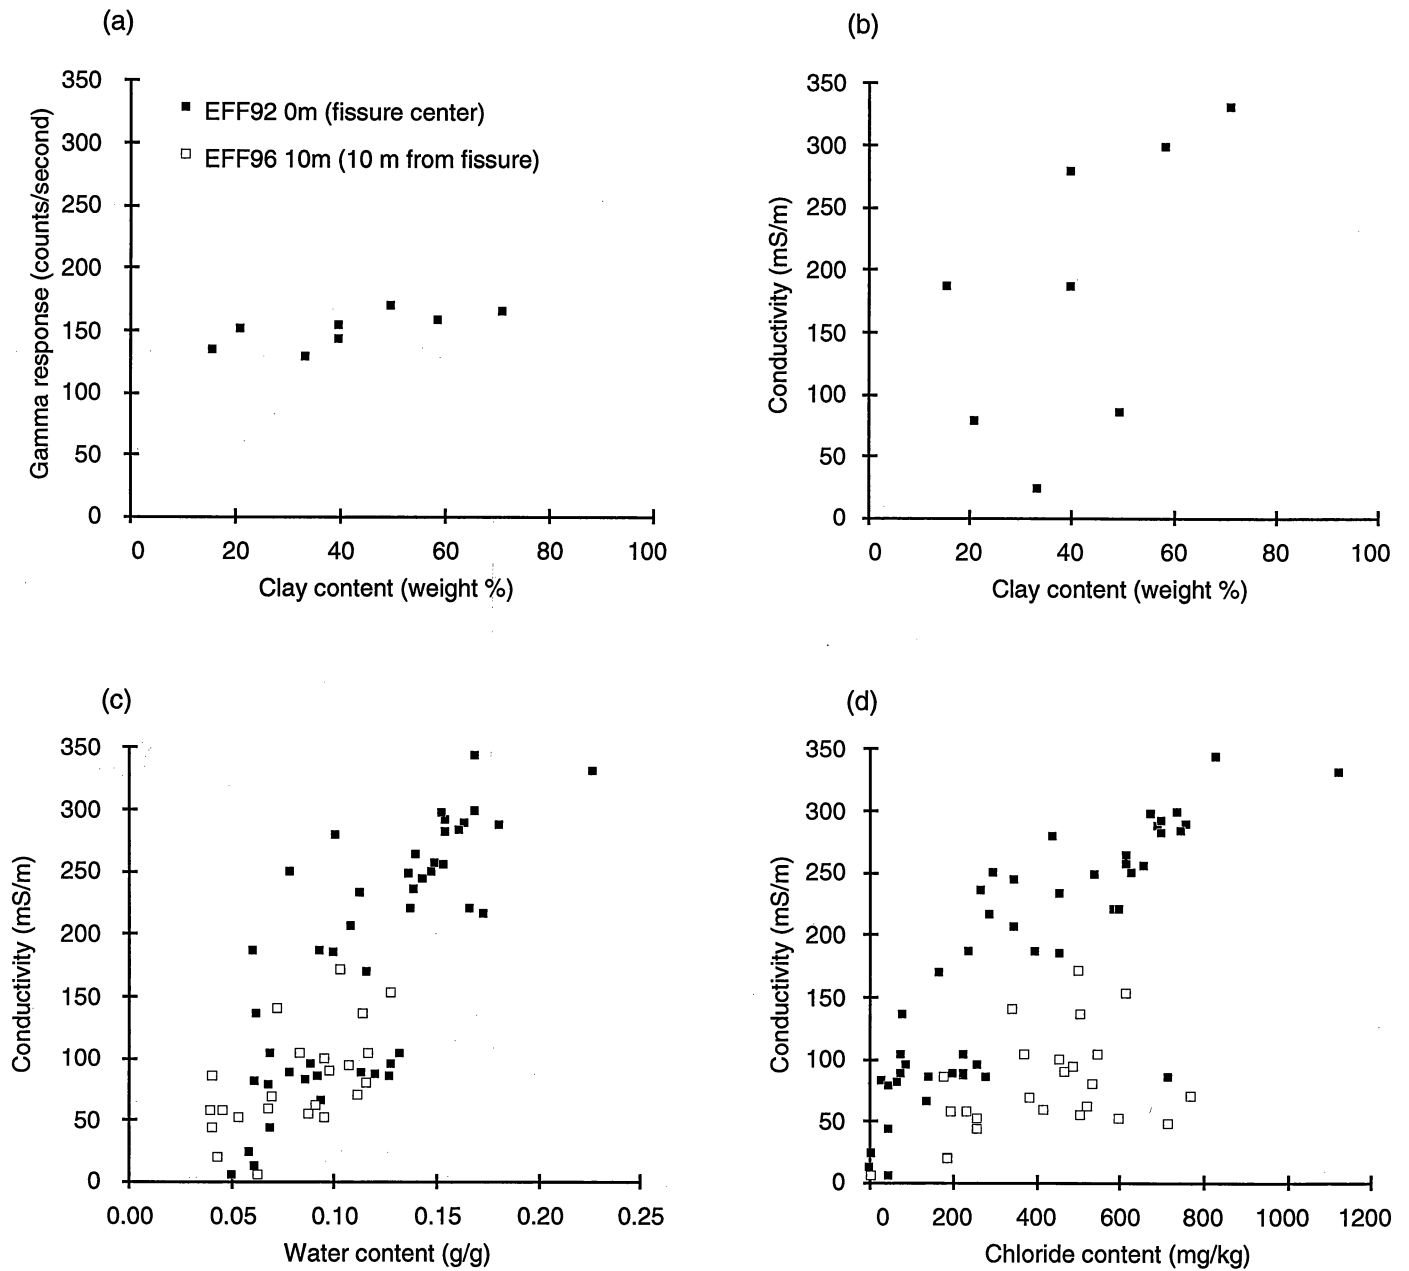 (a)
350
300
250
200
150
100
50
0
Gamma response (counts/second)
■ EFF92 0m (fissure center)
□ EFF96 10m (10 m from fissure)
0 20 40 60 80 100
Clay content (weight %)
(b)
350
300
250
200
150
100
50
0
Conductivity (mS/m)
0 20 40 60 80 100
Clay content (weight %)
(c)
350
300
250
200
150
100
50
0
Conductivity (mS/m)
0.00 0.05 0.10 0.15 0.20 0.25
Water content (g/g)
(d)
350
300
250
200
150
100
50
0
Conductivity (mS/m)
0 200 400 600 800 1000 1200
Chloride content (mg/kg)